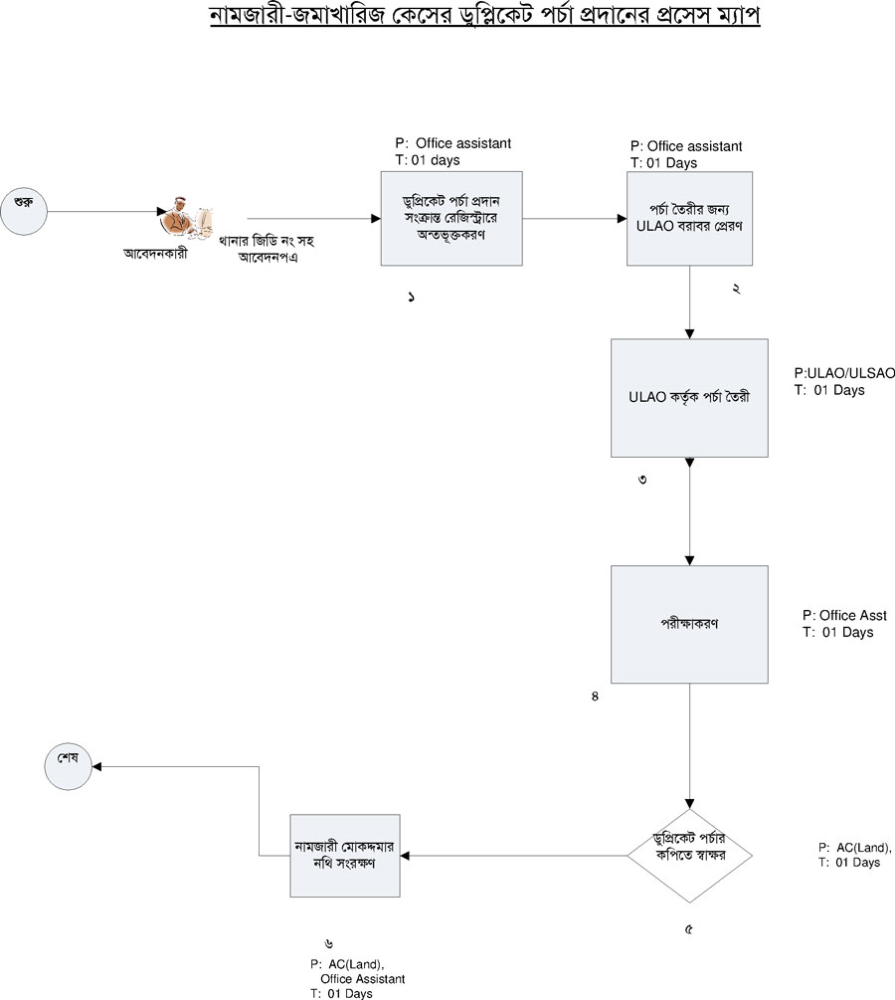 নামজারী-জমাখারিজ কেসের ডুপ্লিকেট পর্চা প্রদানের প্রসেস ম্যাপ
শুরু
আবেদনকারী
থানার জিডি নং সহ
আবেদনপএ
P:  Office assistant
T: 01 days
ডুপ্রিকেট পর্চা প্রদান
সংক্রান্ত রেজিস্ট্রারে
অন্তভূক্তকরণ
১
P: Office assistant
T: 01 Days
পর্চা তৈরীর জন্য
ULAO বরাবর প্রেরণ
২
ULAO কর্তৃক পর্চা তৈরী
P:ULAO/ULSAO
T:  01 Days
৩
পরীক্ষাকরণ
P: Office Asst
T:  01 Days
৪
ডুপ্রিকেট পর্চার
কপিতে স্বাক্ষর
P:  AC(Land),
T:  01 Days
৫
নামজারী মোকদ্দমার
নথি সংরক্ষণ
৬
P:  AC(Land),
Office Assistant
T:  01 Days
শেষ